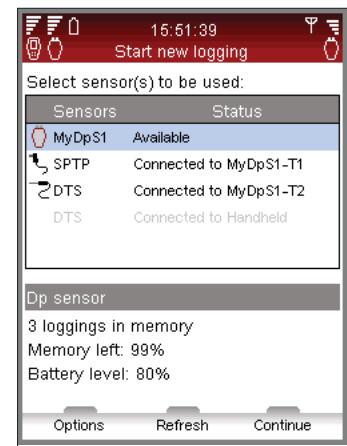 15:51:39
Start new logging
Select sensor(s) to be used:
Sensors Status
MyDpS1 Available
SPTP Connected to MyDpS1-T1
DTS Connected to MyDpS1-T2
DTS Connected to Handheld
Dp sensor
3 loggings in memory
Memory left: 99%
Battery level: 80%
Options Refresh Continue